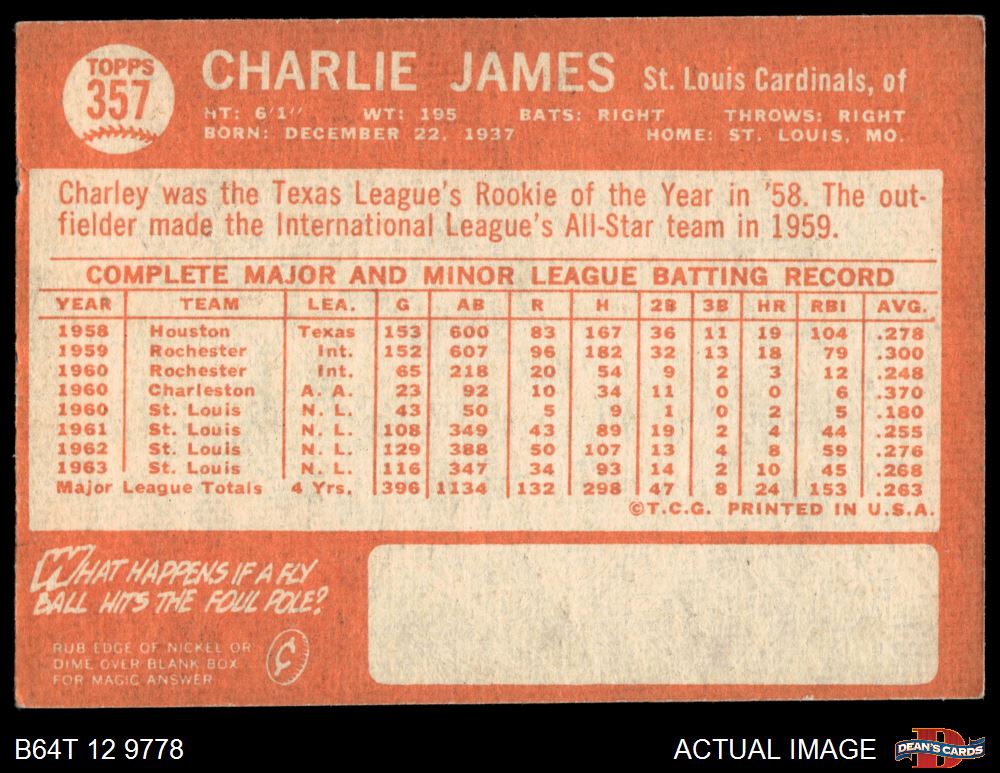 TOPPS
357
CHARLIE JAMES St. Louis Cardinals, of
HT: 6'1" WT: 195 BATS: RIGHT THROWS: RIGHT
BORN: DECEMBER 22, 1937 HOME: ST. LOUIS, MO.
Charley was the Texas League's Rookie of the Year in '58. The out-
fielder made the International League's All-Star team in 1959.
COMPLETE MAJOR AND MINOR LEAGUE BATTING RECORD
YEAR TEAM LEA. G AB R H 2B 3B HR RBI AVG.
1958 Houston Texas 153 600 83 167 36 11 19 104 .278
1959 Rochester Int. 152 607 96 182 32 13 18 79 .300
1960 Rochester Int. 65 218 20 54 9 2 3 12 .248
1960 Charleston A. A. 23 92 10 34 11 0 0 6 .370
1960 St. Louis N. L. 43 50 5 9 1 0 2 5 .180
1961 St. Louis N. L. 108 349 43 89 19 2 4 44 .255
1962 St. Louis N. L. 129 388 50 107 13 4 8 59 .276
1963 St. Louis N. L. 116 347 34 93 14 2 10 45 .268
Major League Totals 4 Yrs. 396 1134 132 298 47 8 24 153 .263
©T.C.G. PRINTED IN U.S.A.
WHAT HAPPENS IF A FLY
BALL HITS THE FOUL POLE?
RUB EDGE OF NICKEL OR
DIME OVER BLANK BOX
FOR MAGIC ANSWER
¢
B64T 12 9778
ACTUAL IMAGE
D
DEAN'S CARDS